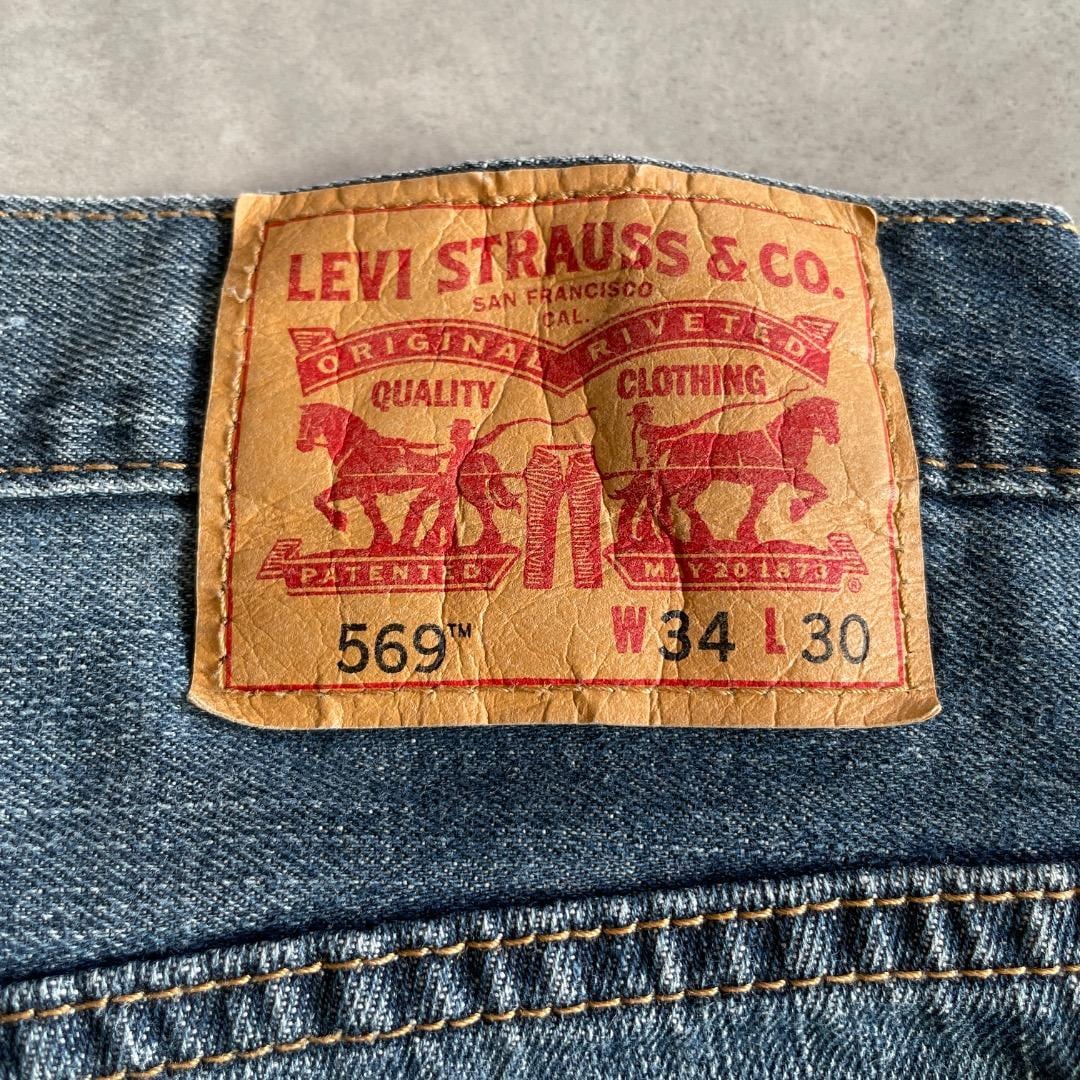 LEVI STRAUSS & CO.
SAN FRANCISCO
CAL.
ORIGINAL RIVETED
QUALITY CLOTHING
PATENTED MAY 20 1873 ®
569™ W 34 L 30